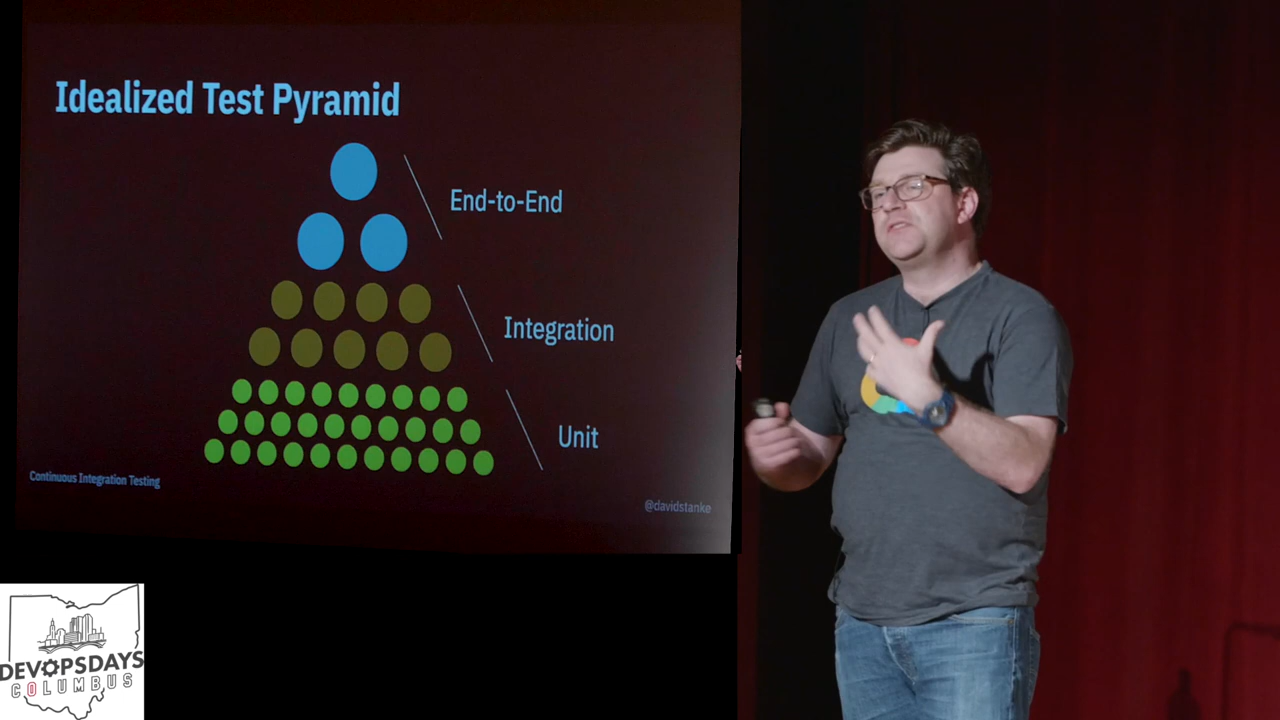 Idealized Test Pyramid
End-to-End
Integration
Unit
Continuous Integration Testing
@davidstanke
DEVOPSDAYS
COLUMBUS